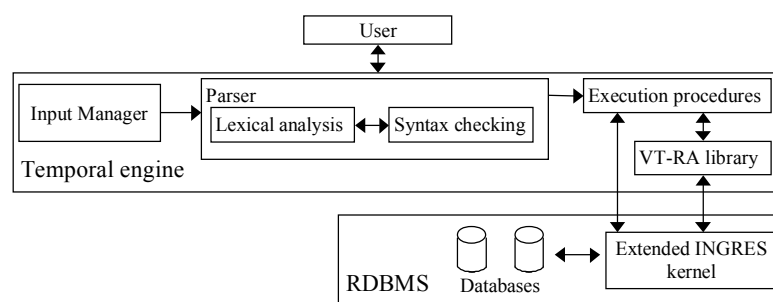 User
Input Manager
Parser
Lexical analysis
Syntax checking
Execution procedures
VT-RA library
Temporal engine
Extended INGRES
kernel
RDBMS
Databases